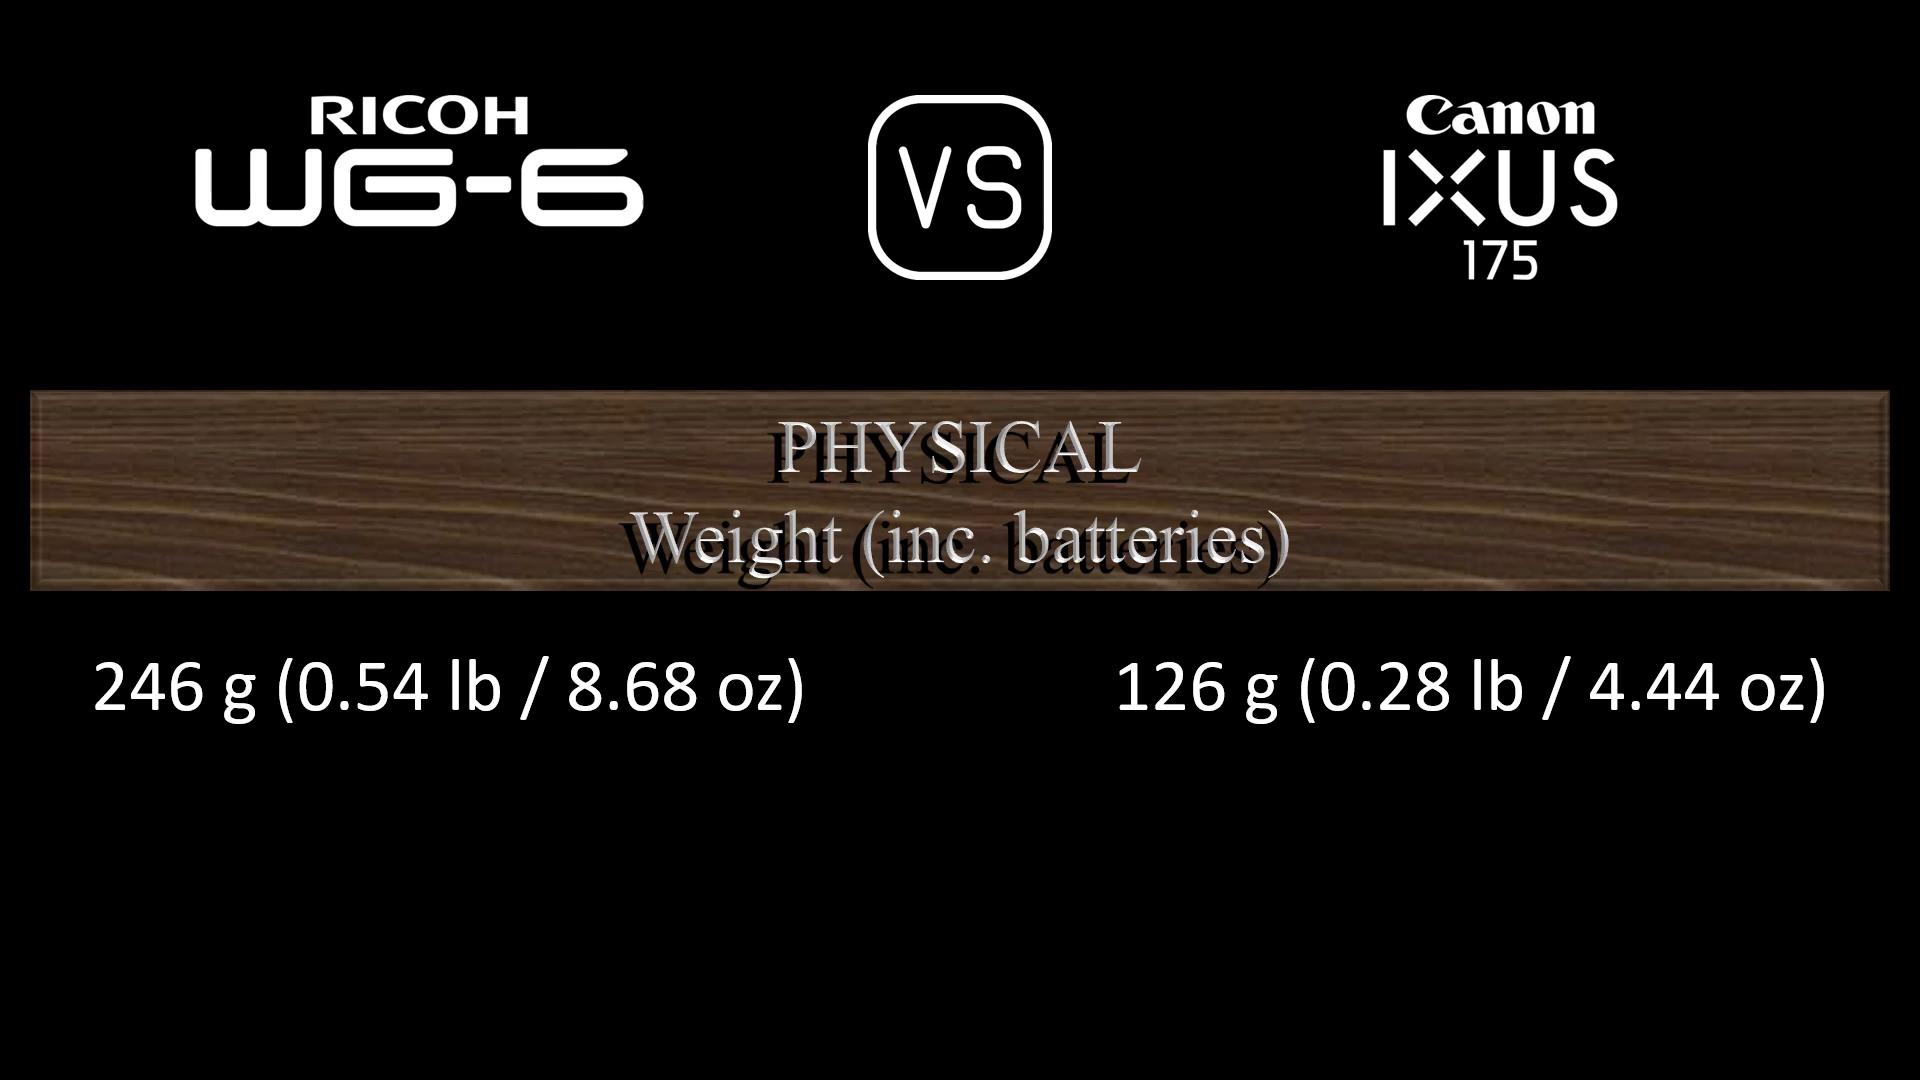 RICOH
WG-6
VS
Canon
IXUS
175
PHYSICAL
Weight (inc. batteries)
246 g (0.54 lb / 8.68 oz)
126 g (0.28 lb / 4.44 oz)